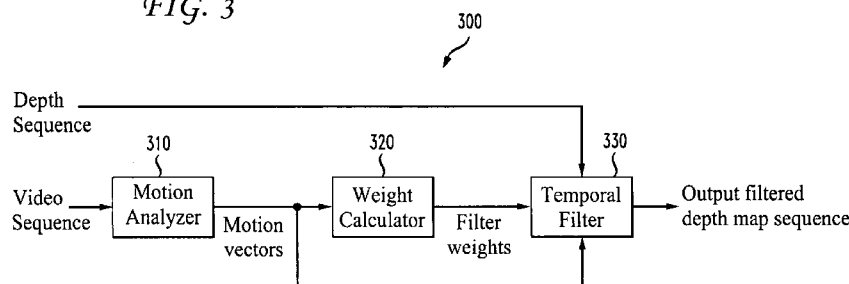 FIG. 3
300
Depth
Sequence
310
320
330
Video
Sequence
Motion
Analyzer
Motion
vectors
Weight
Calculator
Filter
weights
Temporal
Filter
Output filtered
depth map sequence